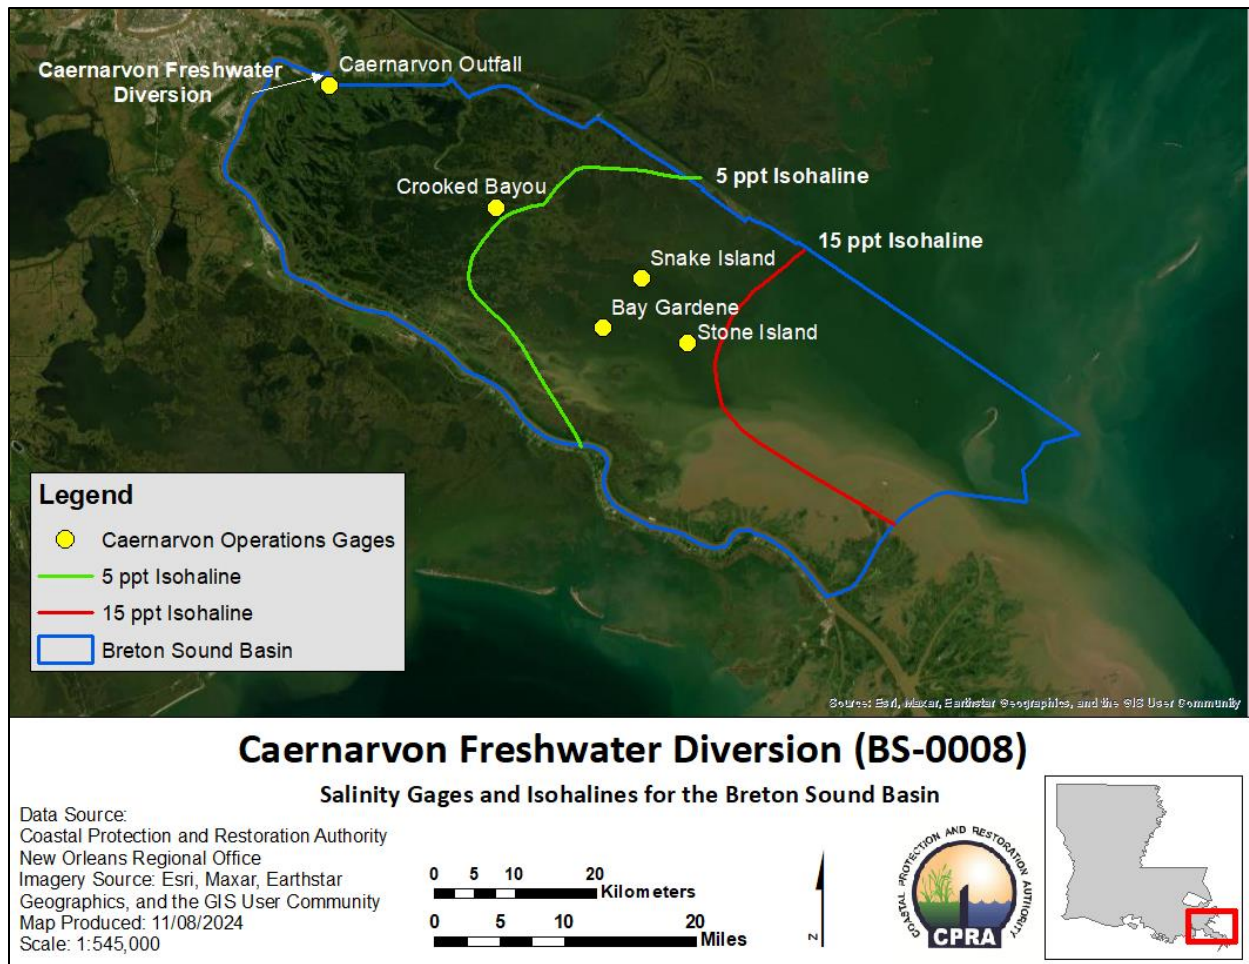 Caernarvon Freshwater
Diversion
Caernarvon Outfall
Crooked Bayou
5 ppt Isohaline
15 ppt Isohaline
Snake Island
Bay Gardene
Stone Island
Legend
Caernarvon Operations Gages
5 ppt Isohaline
15 ppt Isohaline
Breton Sound Basin
Source: Esri, Maxar, Earthstar Geographics, and the GIS User Community
Caernarvon Freshwater Diversion (BS-0008)
Salinity Gages and Isohalines for the Breton Sound Basin
Data Source:
Coastal Protection and Restoration Authority
New Orleans Regional Office
Imagery Source: Esri, Maxar, Earthstar
Geographics, and the GIS User Community
Map Produced: 11/08/2024
Scale: 1:545,000
0 5 10 20
Kilometers
0 5 10 20
Miles
N
COASTAL PROTECTION AND RESTORATION AUTHORITY
CPRA